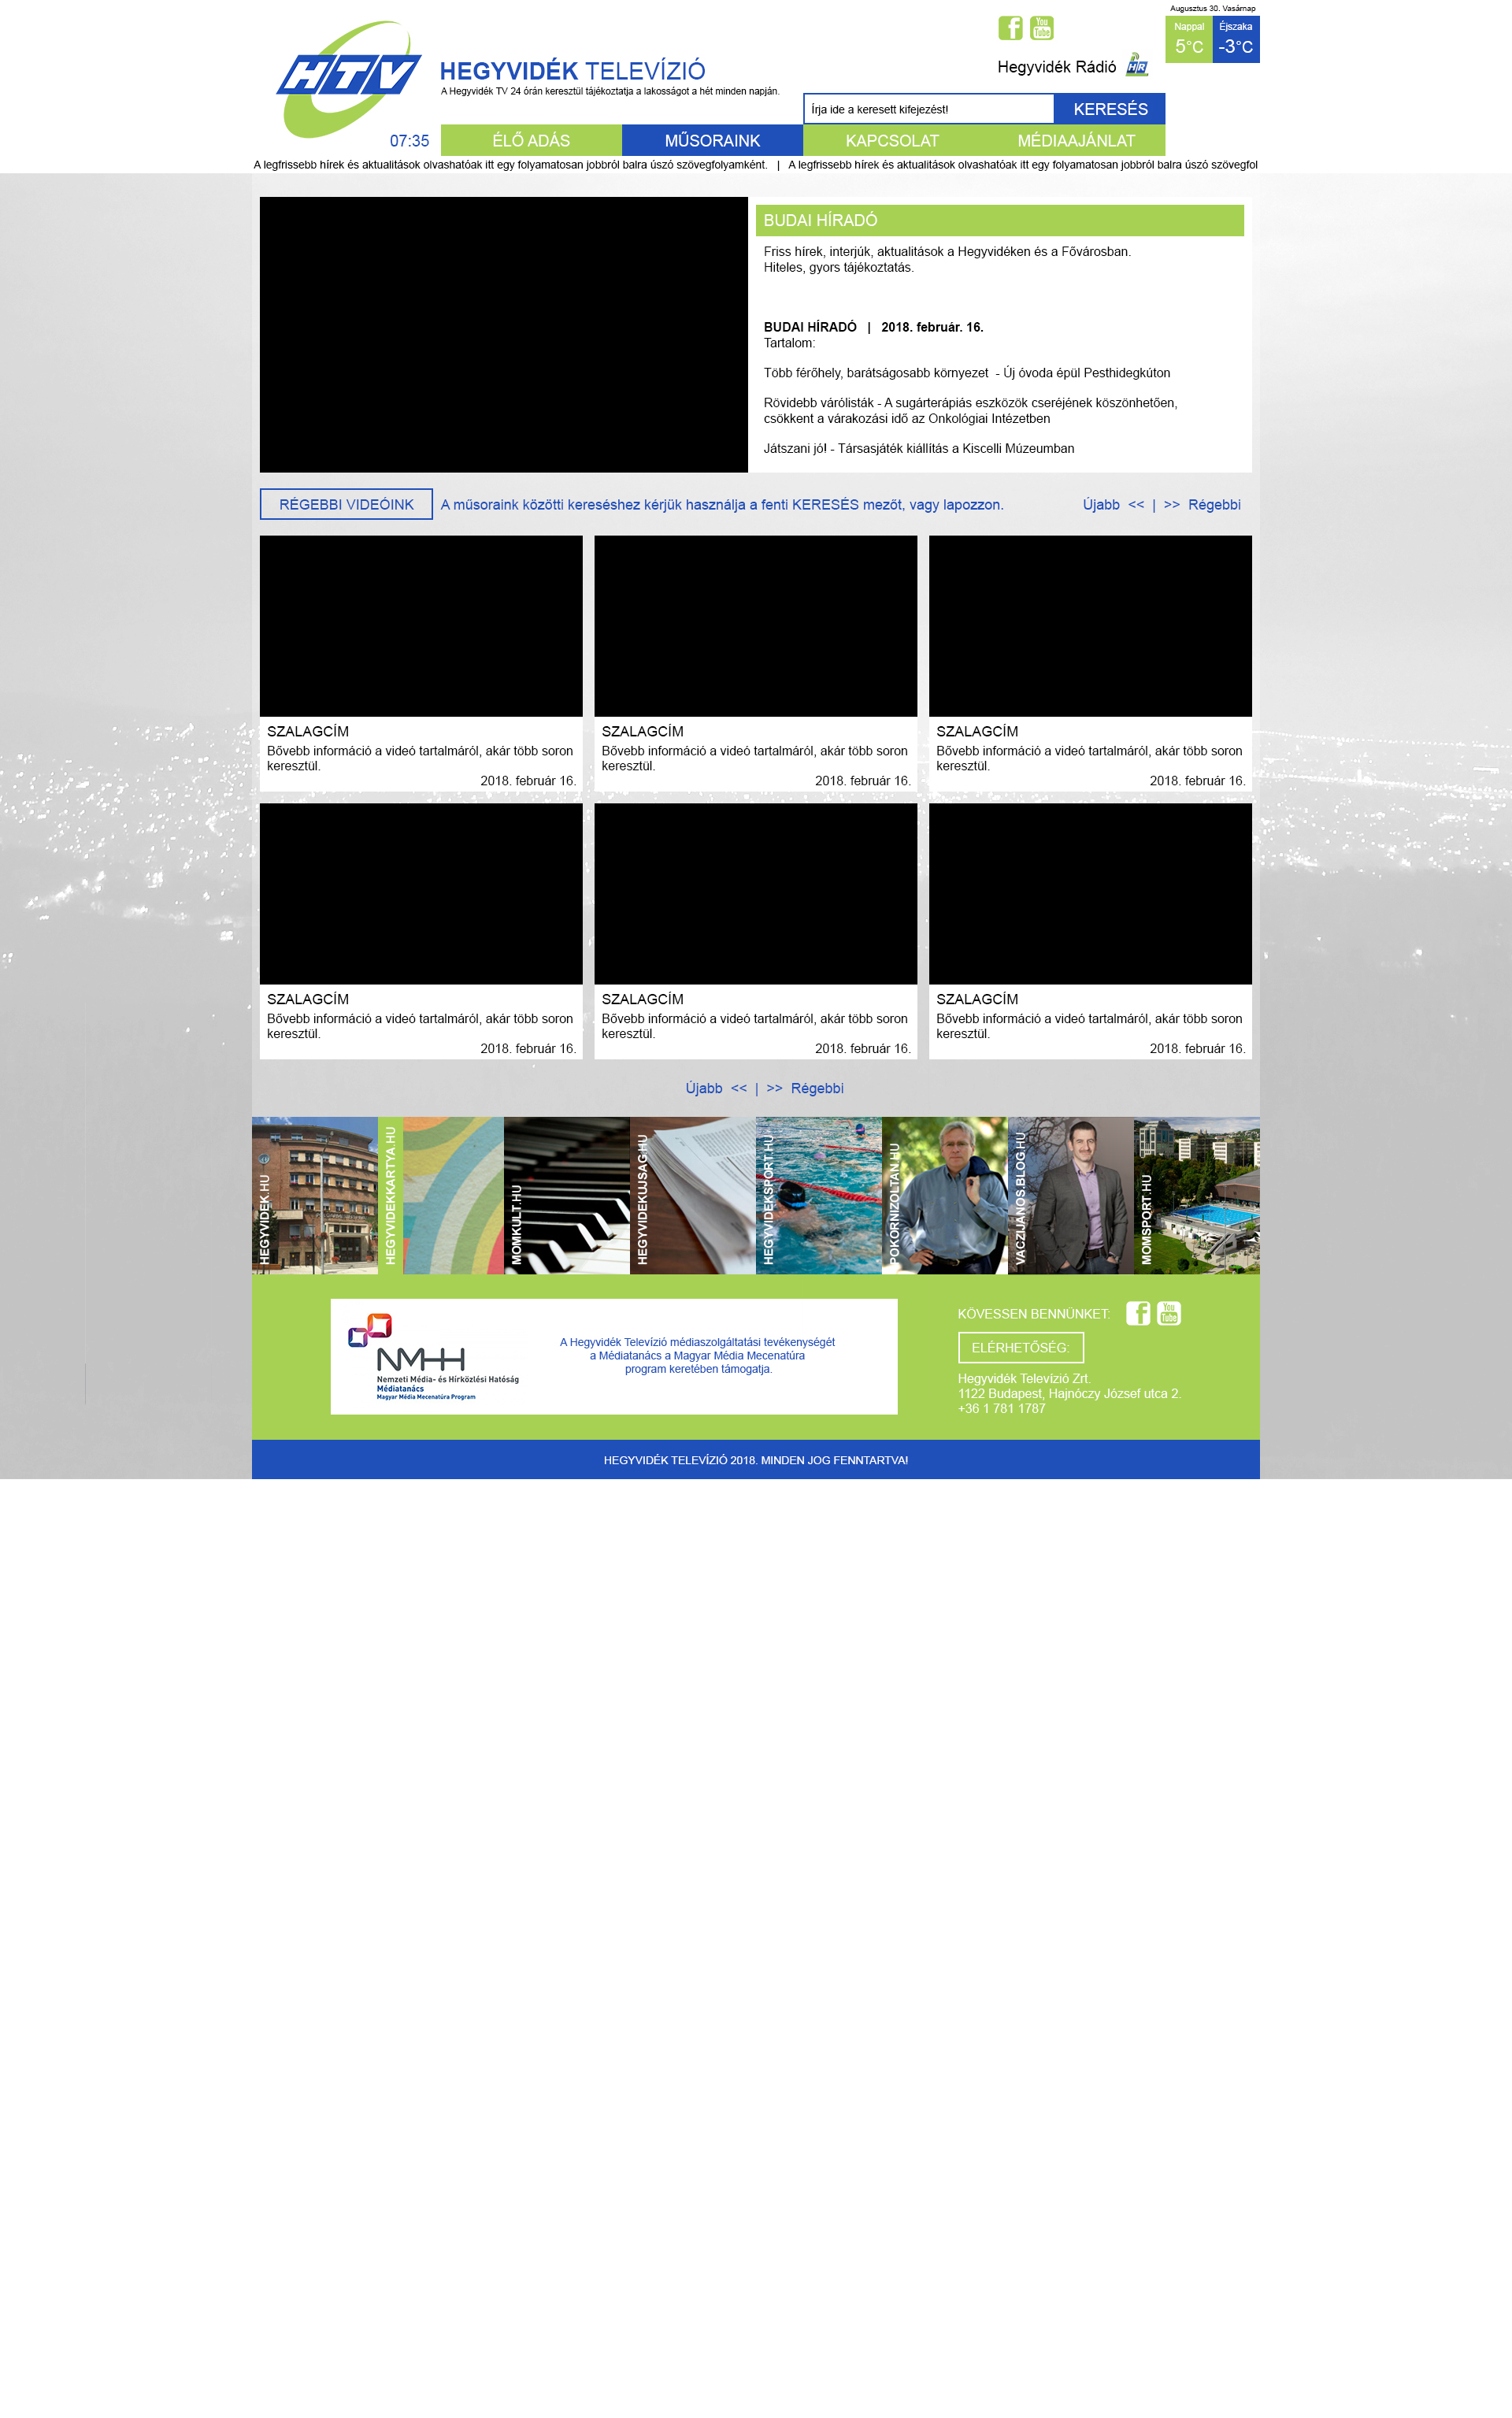 Augusztus 30. Vasárnap
Nappal
Éjszaka
5°C
-3°C
You
Tube
HTV
HEGYVIDÉK TELEVÍZIÓ
Hegyvidék Rádió
HR
A Hegyvidék TV 24 órán keresztül tájékoztatja a lakosságot a hét minden napján.
Írja ide a keresett kifejezést!
KERESÉS
07:35
ÉLŐ ADÁS
MŰSORAINK
KAPCSOLAT
MÉDIAAJÁNLAT
A legfrissebb hírek és aktualitások olvashatóak itt egy folyamatosan jobbról balra úszó szövegfolyamként. | A legfrissebb hírek és aktualitások olvashatóak itt egy folyamatosan jobbról balra úszó szövegfol
BUDAI HÍRADÓ
Friss hírek, interjúk, aktualitások a Hegyvidéken és a Fővárosban.
Hiteles, gyors tájékoztatás.
BUDAI HÍRADÓ | 2018. február. 16.
Tartalom:
Több férőhely, barátságosabb környezet - Új óvoda épül Pesthidegkúton
Rövidebb várólisták - A sugárterápiás eszközök cseréjének köszönhetően,
csökkent a várakozási idő az Onkológiai Intézetben
Játszani jó! - Társasjáték kiállítás a Kiscelli Múzeumban
RÉGEBBI VIDEÓINK
A műsoraink közötti kereséshez kérjük használja a fenti KERESÉS mezőt, vagy lapozzon.
Újabb << | >> Régebbi
SZALAGCÍM
Bővebb információ a videó tartalmáról, akár több soron
keresztül.
2018. február 16.
SZALAGCÍM
Bővebb információ a videó tartalmáról, akár több soron
keresztül.
2018. február 16.
SZALAGCÍM
Bővebb információ a videó tartalmáról, akár több soron
keresztül.
2018. február 16.
SZALAGCÍM
Bővebb információ a videó tartalmáról, akár több soron
keresztül.
2018. február 16.
SZALAGCÍM
Bővebb információ a videó tartalmáról, akár több soron
keresztül.
2018. február 16.
SZALAGCÍM
Bővebb információ a videó tartalmáról, akár több soron
keresztül.
2018. február 16.
Újabb << | >> Régebbi
HEGYVIDEK.HU
HEGYVIDEKKARTYA.HU
MOMKULT.HU
HEGYVIDEKUJSAG.HU
HEGYVIDEKSPORT.HU
POKORNIZOLTAN.HU
VACZIJANOS.BLOG.HU
MOMSPORT.HU
NMHH
Nemzeti Média- és Hírközlési Hatóság
Médiatanács
Magyar Média Mecenatúra Program
A Hegyvidék Televízió médiaszolgáltatási tevékenységét
a Médiatanács a Magyar Média Mecenatúra
program keretében támogatja.
KÖVESSEN BENNÜNKET:
You
Tube
ELÉRHETŐSÉG:
Hegyvidék Televízió Zrt.
1122 Budapest, Hajnóczy József utca 2.
+36 1 781 1787
HEGYVIDÉK TELEVÍZIÓ 2018. MINDEN JOG FENNTARTVA!